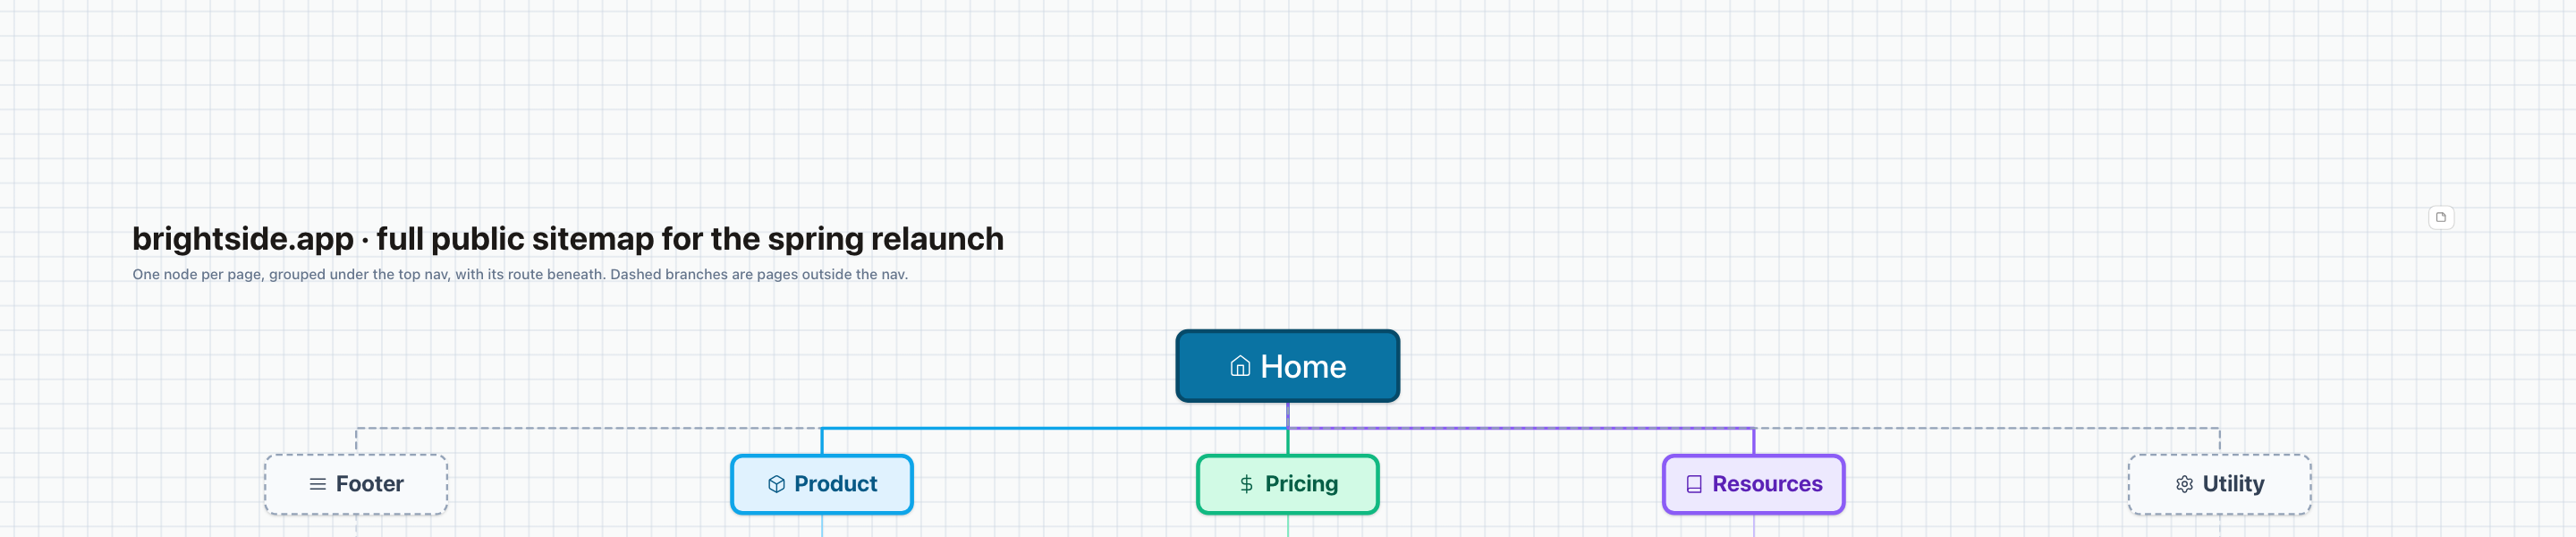 brightside.app · full public sitemap for the spring relaunch
One node per page, grouped under the top nav, with its route beneath. Dashed branches are pages outside the nav.
Home
Footer
Product
Pricing
Resources
Utility